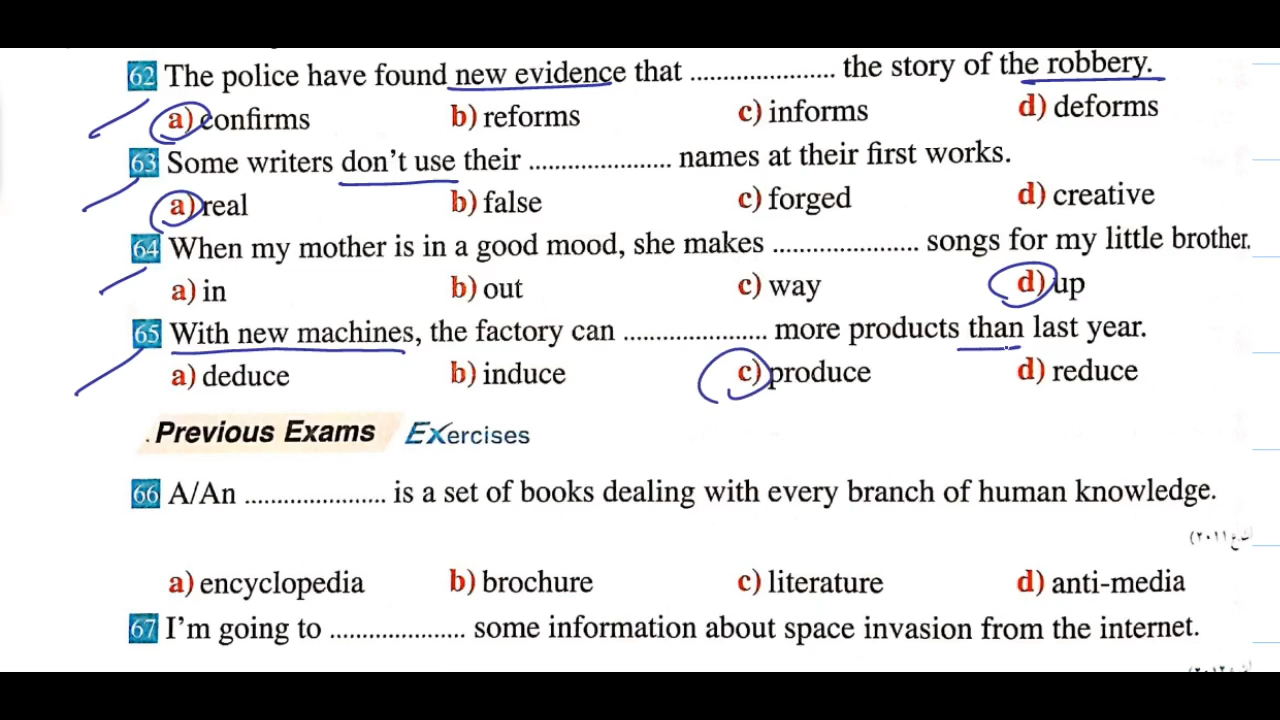 62 The police have found new evidence that ...................... the story of the robbery.
a) confirms b) reforms c) informs d) deforms
63 Some writers don't use their ...................... names at their first works.
a) real b) false c) forged d) creative
64 When my mother is in a good mood, she makes ...................... songs for my little brother.
a) in b) out c) way d) up
65 With new machines, the factory can ...................... more products than last year.
a) deduce b) induce c) produce d) reduce
Previous Exams Exercises
66 A/An ...................... is a set of books dealing with every branch of human knowledge.
٢٠١١)
a) encyclopedia b) brochure c) literature d) anti-media
67 I'm going to ..................... some information about space invasion from the internet.